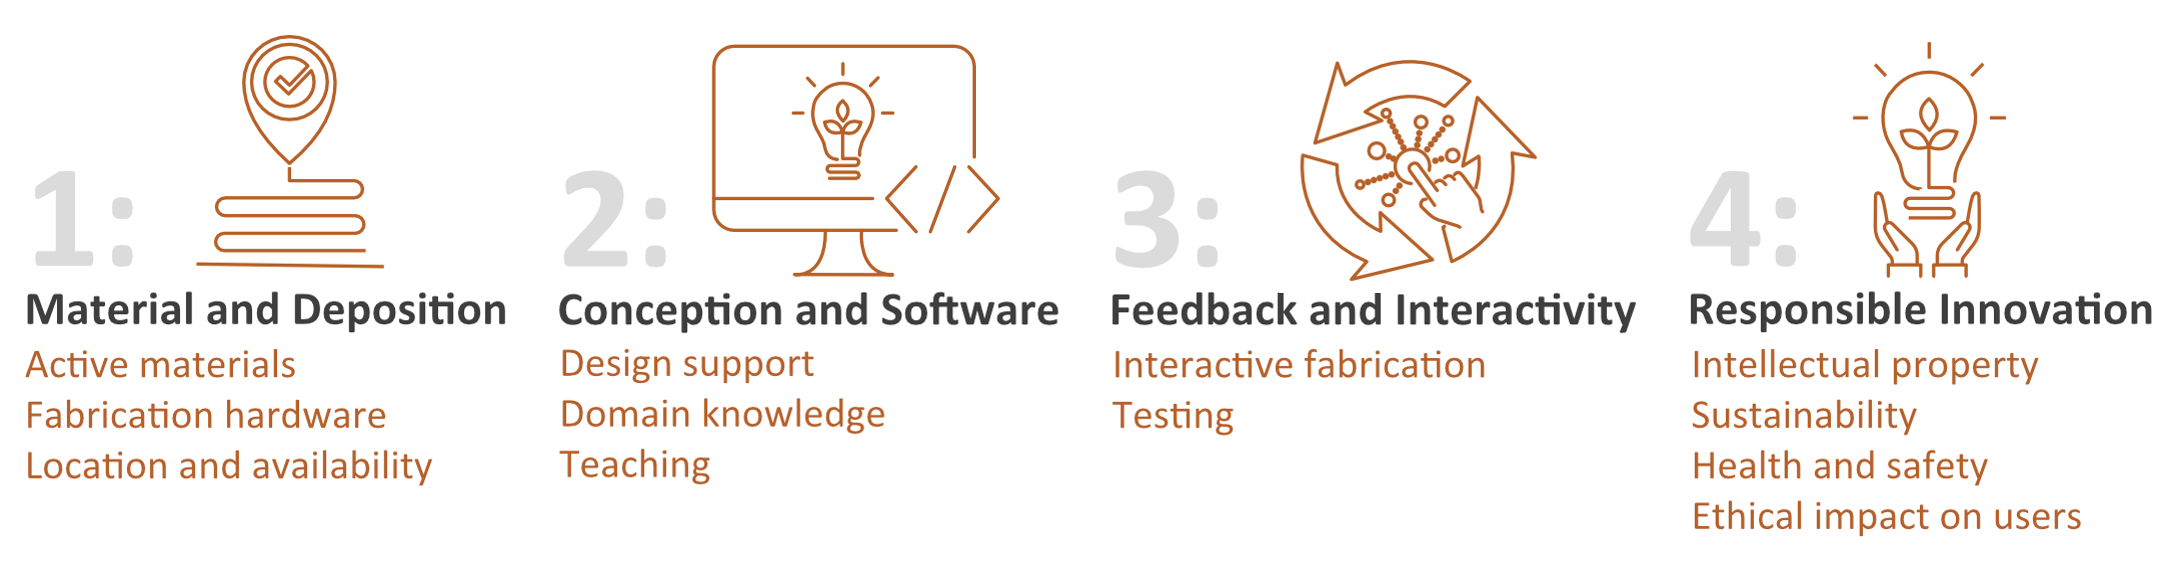 1:
Material and Deposition
Active materials
Fabrication hardware
Location and availability
2:
Conception and Software
Design support
Domain knowledge
Teaching
3:
Feedback and Interactivity
Interactive fabrication
Testing
4:
Responsible Innovation
Intellectual property
Sustainability
Health and safety
Ethical impact on users